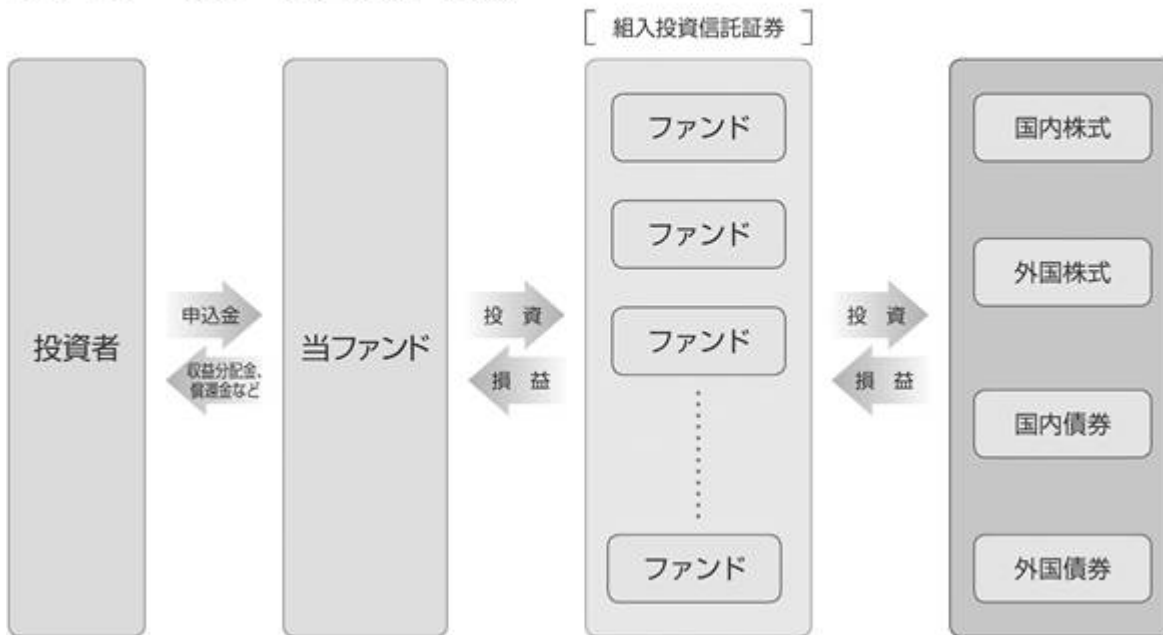 [ 組入投資信託証券 ]
投資者
申込金
収益分配金、
償還金など
当ファンド
投 資
損 益
ファンド
ファンド
ファンド
ファンド
投 資
損 益
国内株式
外国株式
国内債券
外国債券